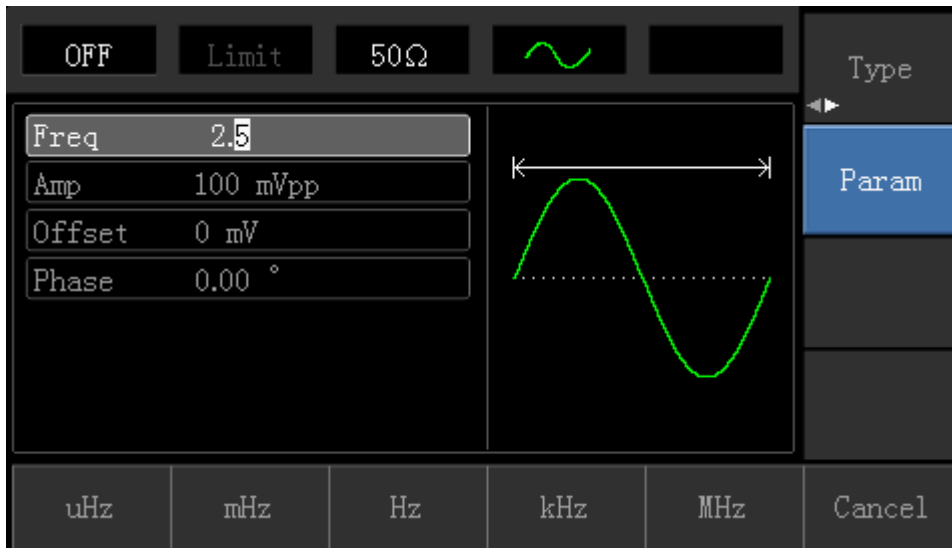 OFF Limit 50Ω
Type
Freq 2.5
Param
Amp 100 mVpp
Offset 0 mV
Phase 0.00 °
uHz mHz Hz kHz MHz Cancel